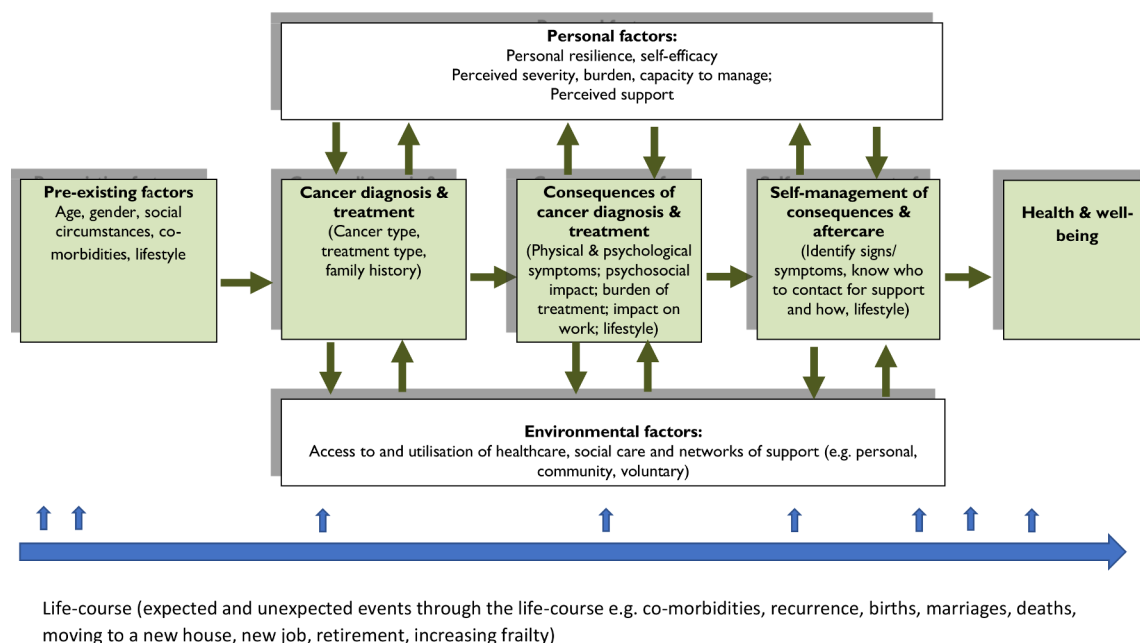 Personal factors:
Personal resilience, self-efficacy
Perceived severity, burden, capacity to manage;
Perceived support
Pre-existing factors
Age, gender, social
circumstances, co-
morbidities, lifestyle
Cancer diagnosis &
treatment
(Cancer type,
treatment type,
family history)
Consequences of
cancer diagnosis &
treatment
(Physical & psychological
symptoms; psychosocial
impact; burden of
treatment; impact on
work; lifestyle)
Self-management of
consequences &
aftercare
(Identify signs/
symptoms, know who
to contact for support
and how, lifestyle)
Health & well-
being
Environmental factors:
Access to and utilisation of healthcare, social care and networks of support (e.g. personal,
community, voluntary)
Life-course (expected and unexpected events through the life-course e.g. co-morbidities, recurrence, births, marriages, deaths,
moving to a new house, new job, retirement, increasing frailty)